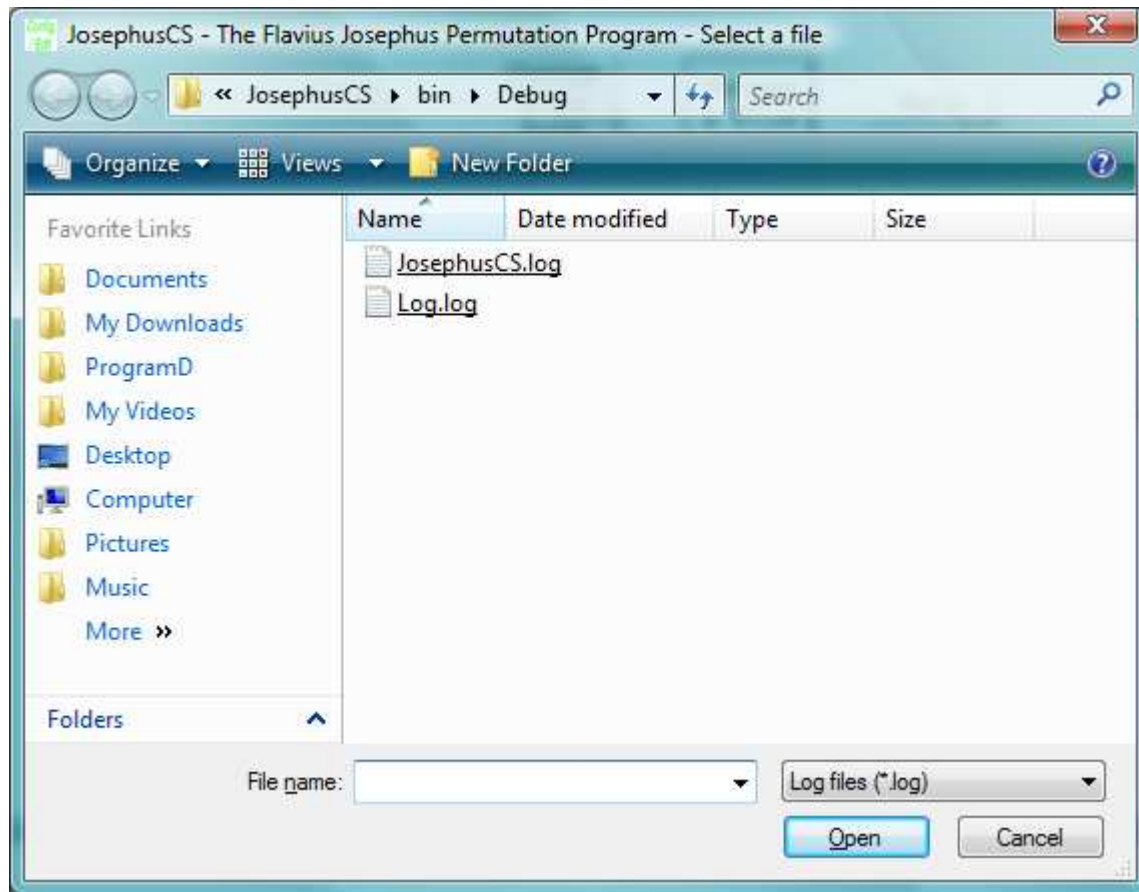 JosephusCS - The Flavius Josephus Permutation Program - Select a file
« JosephusCS ▸ bin ▸ Debug
Search
Organize Views New Folder
Favorite Links
Documents
My Downloads
ProgramD
My Videos
Desktop
Computer
Pictures
Music
More »
Folders
Name Date modified Type Size
JosephusCS.log
Log.log
File name:
Log files (*.log)
Open Cancel